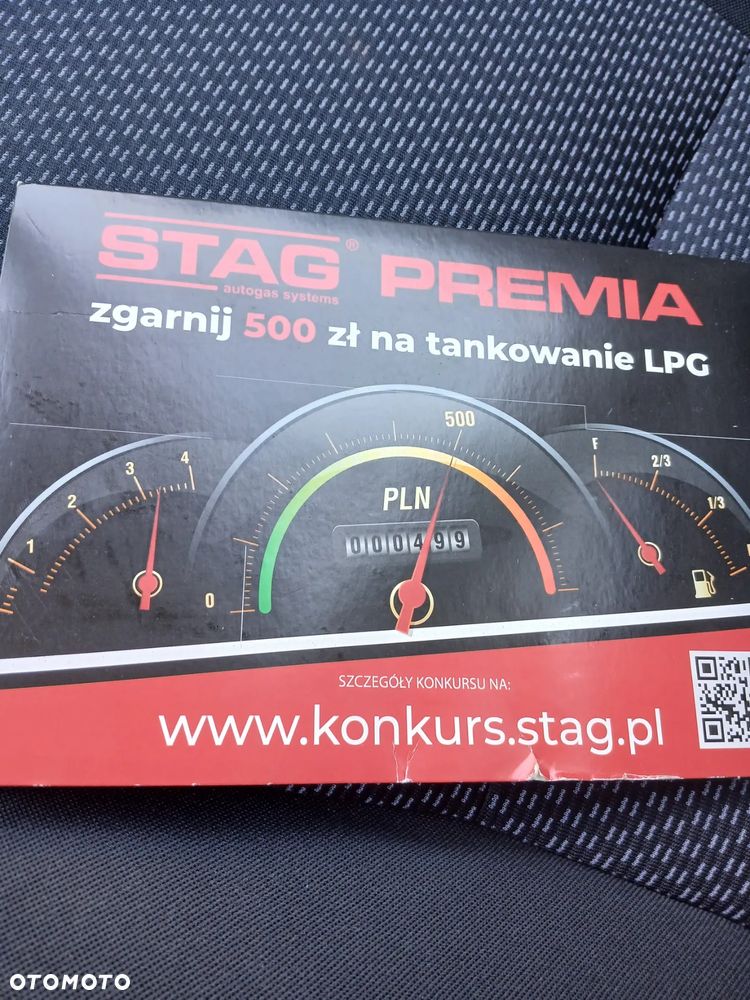 STAG® PREMIA
autogas systems
zgarnij 500 zł na tankowanie LPG
1 2 3 4
0 500
PLN
000499
F 2/3 1/3
SZCZEGÓŁY KONKURSU NA:
www.konkurs.stag.pl
OTOMOTO